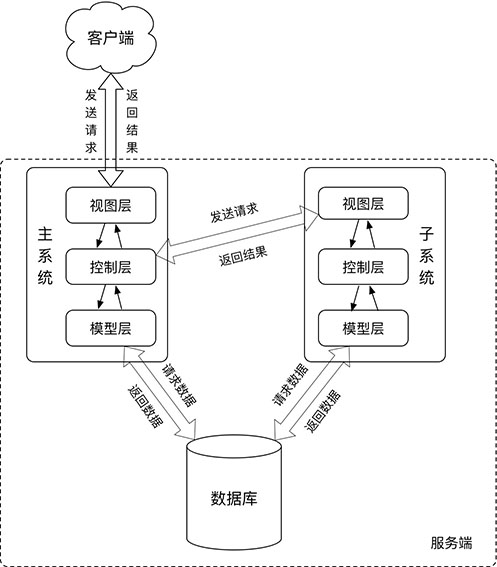 客户端
发送请求
返回结果
视图层
主系统
控制层
模型层
发送请求
返回结果
视图层
子系统
控制层
模型层
请求数据
返回数据
请求数据
返回数据
数据库
服务端